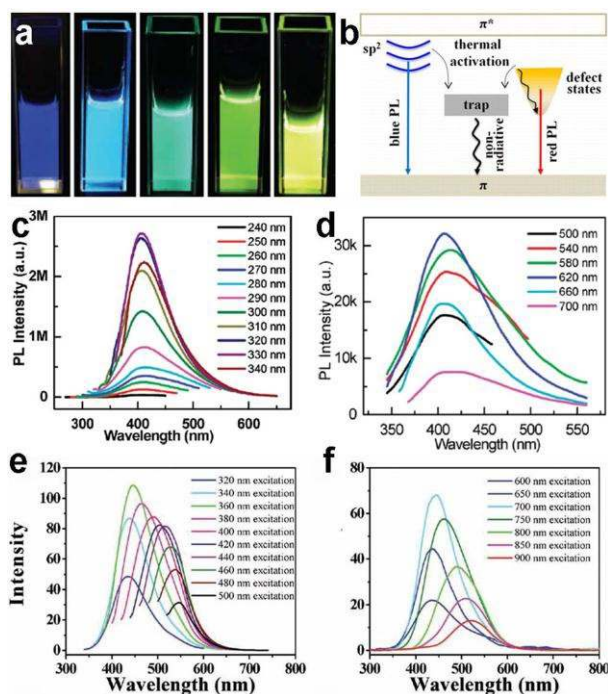 a
b
π*
sp²
thermal
activation
defect
states
trap
blue PL
non-
radiative
red PL
π
c
PL Intensity (a.u.)
3M
2M
1M
0
240 nm
250 nm
260 nm
270 nm
280 nm
290 nm
300 nm
310 nm
320 nm
330 nm
340 nm
300 400 500 600
Wavelength (nm)
d
PL Intensity (a.u.)
30k
20k
10k
0
500 nm
540 nm
580 nm
620 nm
660 nm
700 nm
350 400 450 500 550
Wavelength (nm)
e
Intensity
120
100
80
60
40
20
0
320 nm excitation
340 nm excitation
360 nm excitation
380 nm excitation
400 nm excitation
420 nm excitation
440 nm excitation
460 nm excitation
480 nm excitation
500 nm excitation
300 400 500 600 700 800
Wavelength (nm)
f
80
60
40
20
0
600 nm excitation
650 nm excitation
700 nm excitation
750 nm excitation
800 nm excitation
850 nm excitation
900 nm excitation
300 400 500 600 700 800
Wavelength (nm)